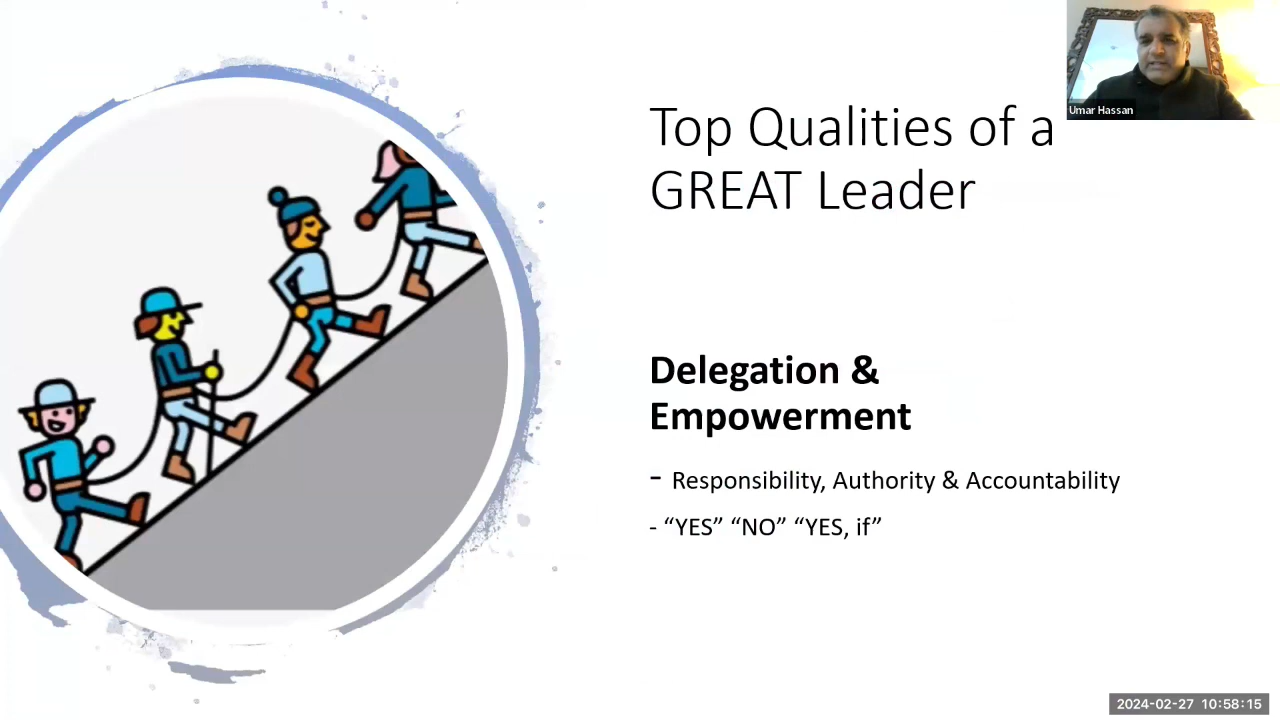 Top Qualities of a
GREAT Leader
Umar Hassan
Delegation &
Empowerment
- Responsibility, Authority & Accountability
- “YES” “NO” “YES, if”
2024-02-27 10:58:15